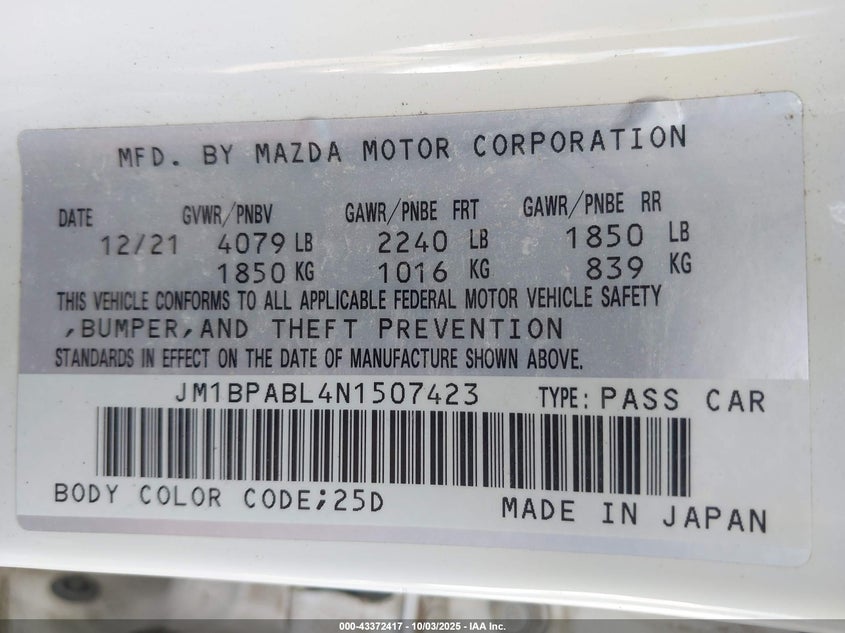 MFD. BY MAZDA MOTOR CORPORATION
DATE GVWR/PNBV GAWR/PNBE FRT GAWR/PNBE RR
12/21 4079 LB 2240 LB 1850 LB
1850 KG 1016 KG 839 KG
THIS VEHICLE CONFORMS TO ALL APPLICABLE FEDERAL MOTOR VEHICLE SAFETY
,BUMPER,AND THEFT PREVENTION
STANDARDS IN EFFECT ON THE DATE OF MANUFACTURE SHOWN ABOVE.
JM1BPABL4N1507423 TYPE: PASS CAR
BODY COLOR CODE;25D MADE IN JAPAN
000-43372417 - 10/03/2025 - IAA Inc.